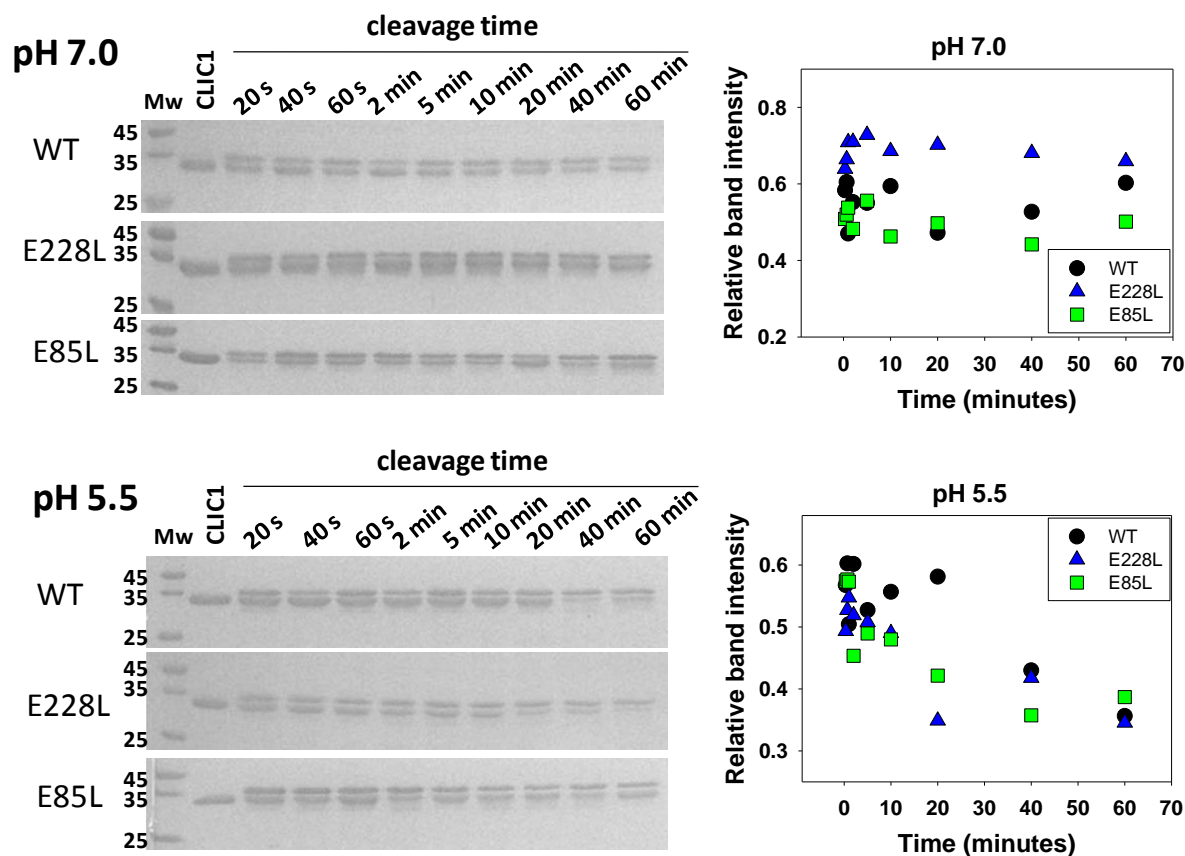 pH 7.0
cleavage time
Mw CLIC1 20 s 40 s 60 s 2 min 5 min 10 min 20 min 40 min 60 min
WT
45
35
25
E228L
45
35
25
E85L
45
35
25
pH 7.0
Relative band intensity
0.8
0.6
0.4
0.2
WT
E228L
E85L
0 10 20 30 40 50 60 70
Time (minutes)
pH 5.5
cleavage time
Mw CLIC1 20 s 40 s 60 s 2 min 5 min 10 min 20 min 40 min 60 min
WT
45
35
25
E228L
45
35
25
E85L
45
35
25
pH 5.5
Relative band intensity
0.6
0.5
0.4
0.3
WT
E228L
E85L
0 10 20 30 40 50 60 70
Time (minutes)